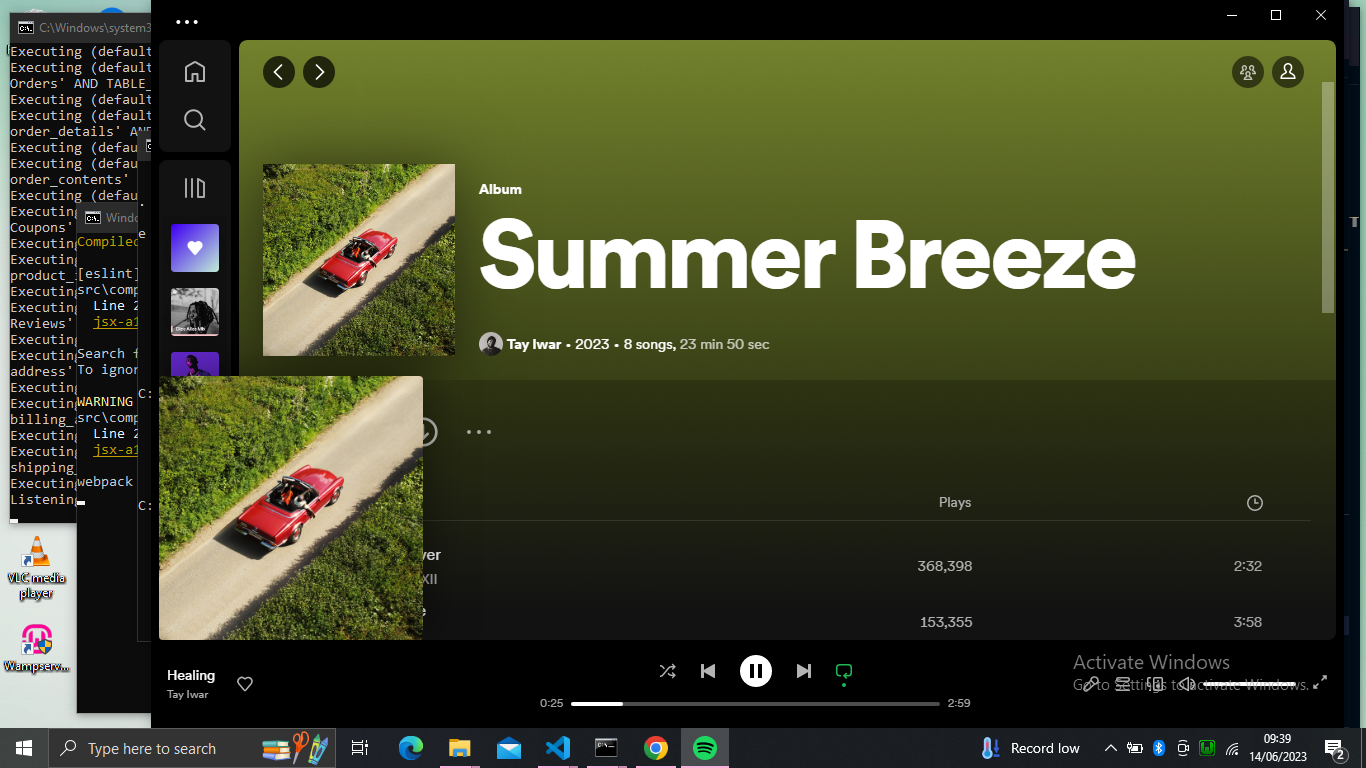 C:\Windows\system3
Executing (default
Executing (default
Orders' AND TABLE_
Executing (default
Executing (default
order_details' AND
Executing (defau
Executing (defau
order_contents'
Executing (defau
Executing
Coupons'
Executing
Executing
product_
Executing
Executing
Reviews'
Executing
Executing
address'
Executing
Executing
billing_
Executing
Executing
shipping_
Executing
Listening
Windo
Compiled
[eslint]
src\comp
Line 2
jsx-a1
Search f
To ignor
WARNING
src\comp
Line 2
jsx-a1
webpack
.
e
C:
C:
VLC media
player
Wampserv...
Album
Summer Breeze
Tay Iwar • 2023 • 8 songs, 23 min 50 sec
Plays
ver
XII
368,398
2:32
e
153,355
3:58
Healing
Tay Iwar
0:25
2:59
Activate Windows
Go to Settings to activate Windows.
Type here to search
Record low
09:39
14/06/2023
2